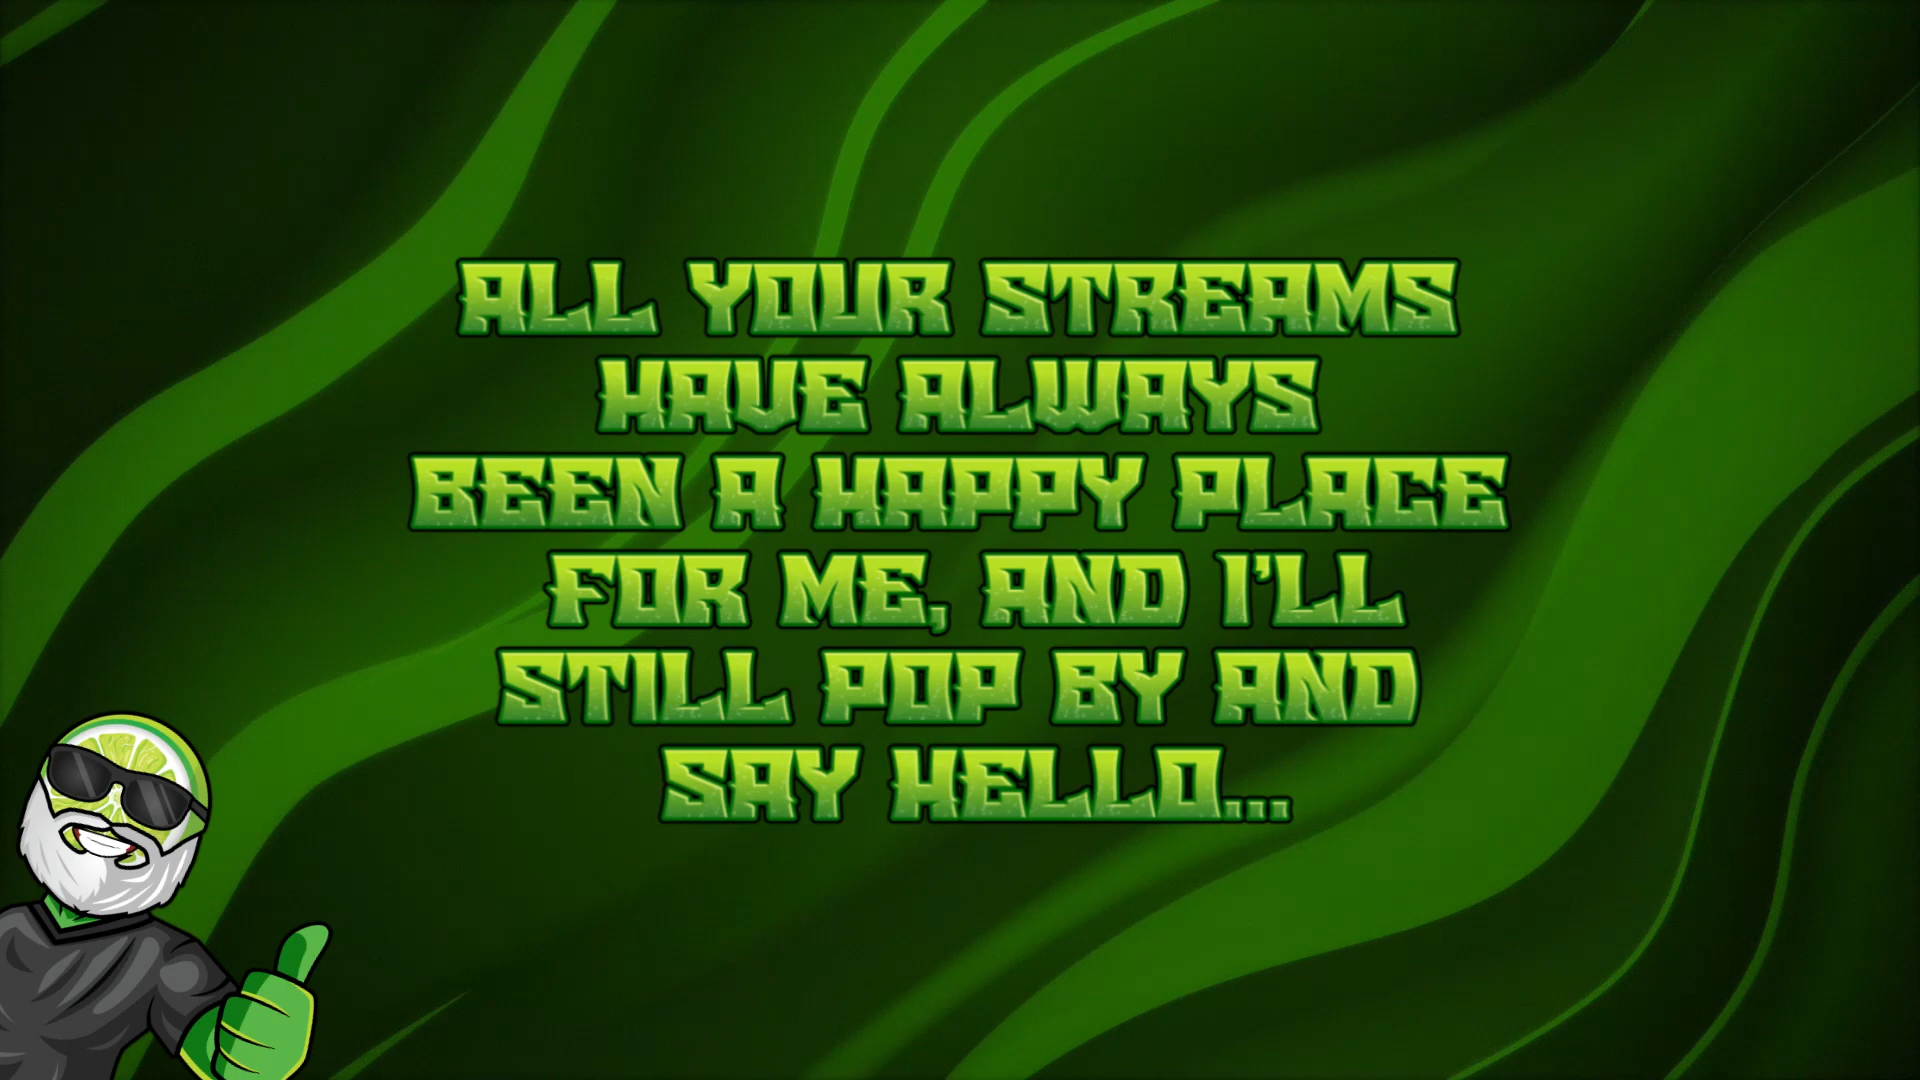 ALL YOUR STREAMS
HAVE ALWAYS
BEEN A HAPPY PLACE
FOR ME, AND I'LL
STILL POP BY AND
SAY HELLO...